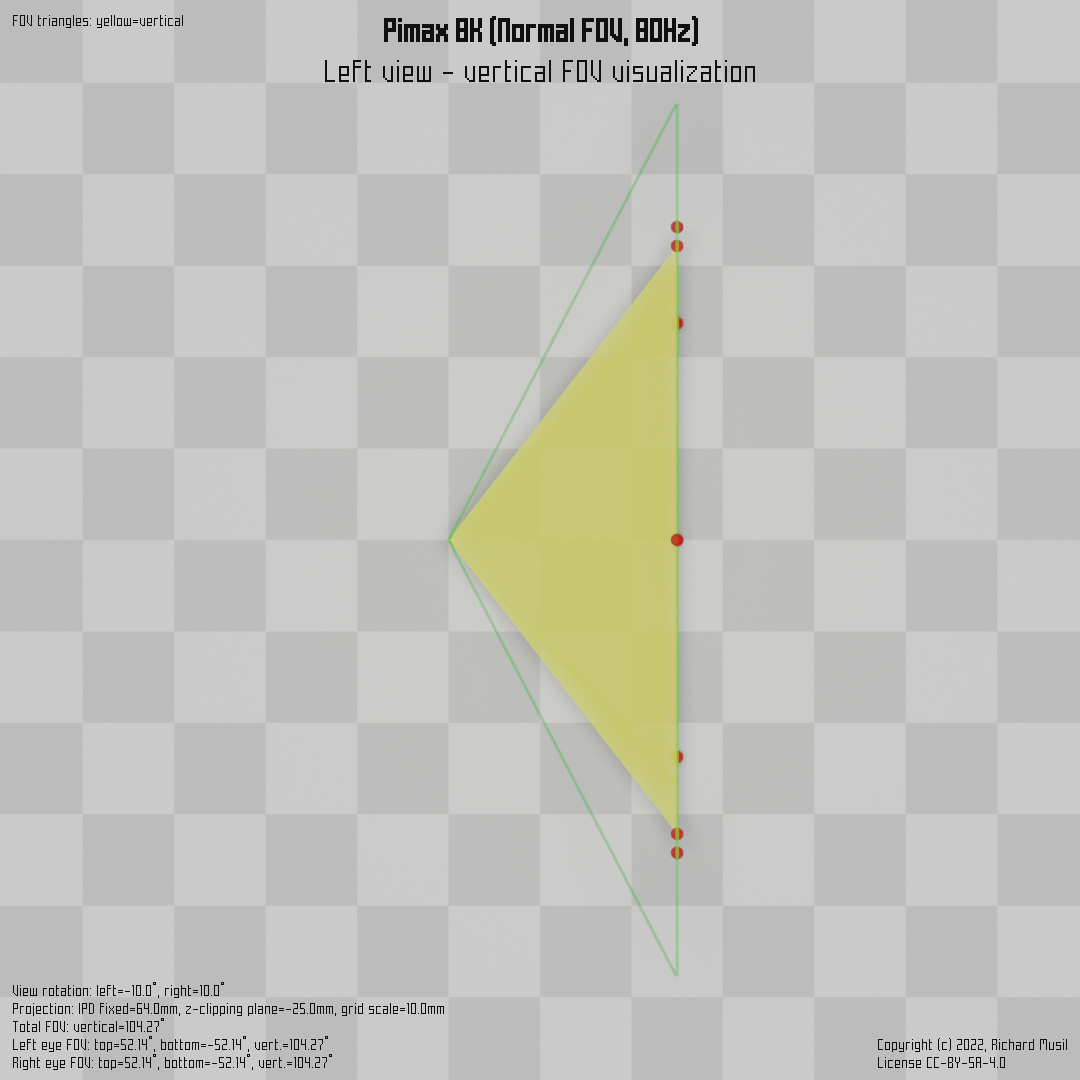 FOV triangles: yellow=vertical
Pimax 8K (Normal FOV, 80Hz)
Left view - vertical FOV visualization
View rotation: left=-10.0°, right=10.0°
Projection: IPD fixed=64.0mm, z-clipping plane=-25.0mm, grid scale=10.0mm
Total FOV: vertical=104.27°
Left eye FOV: top=52.14°, bottom=-52.14°, vert.=104.27°
Right eye FOV: top=52.14°, bottom=-52.14°, vert.=104.27°
Copyright (c) 2022, Richard Musil
License CC-BY-SA-4.0